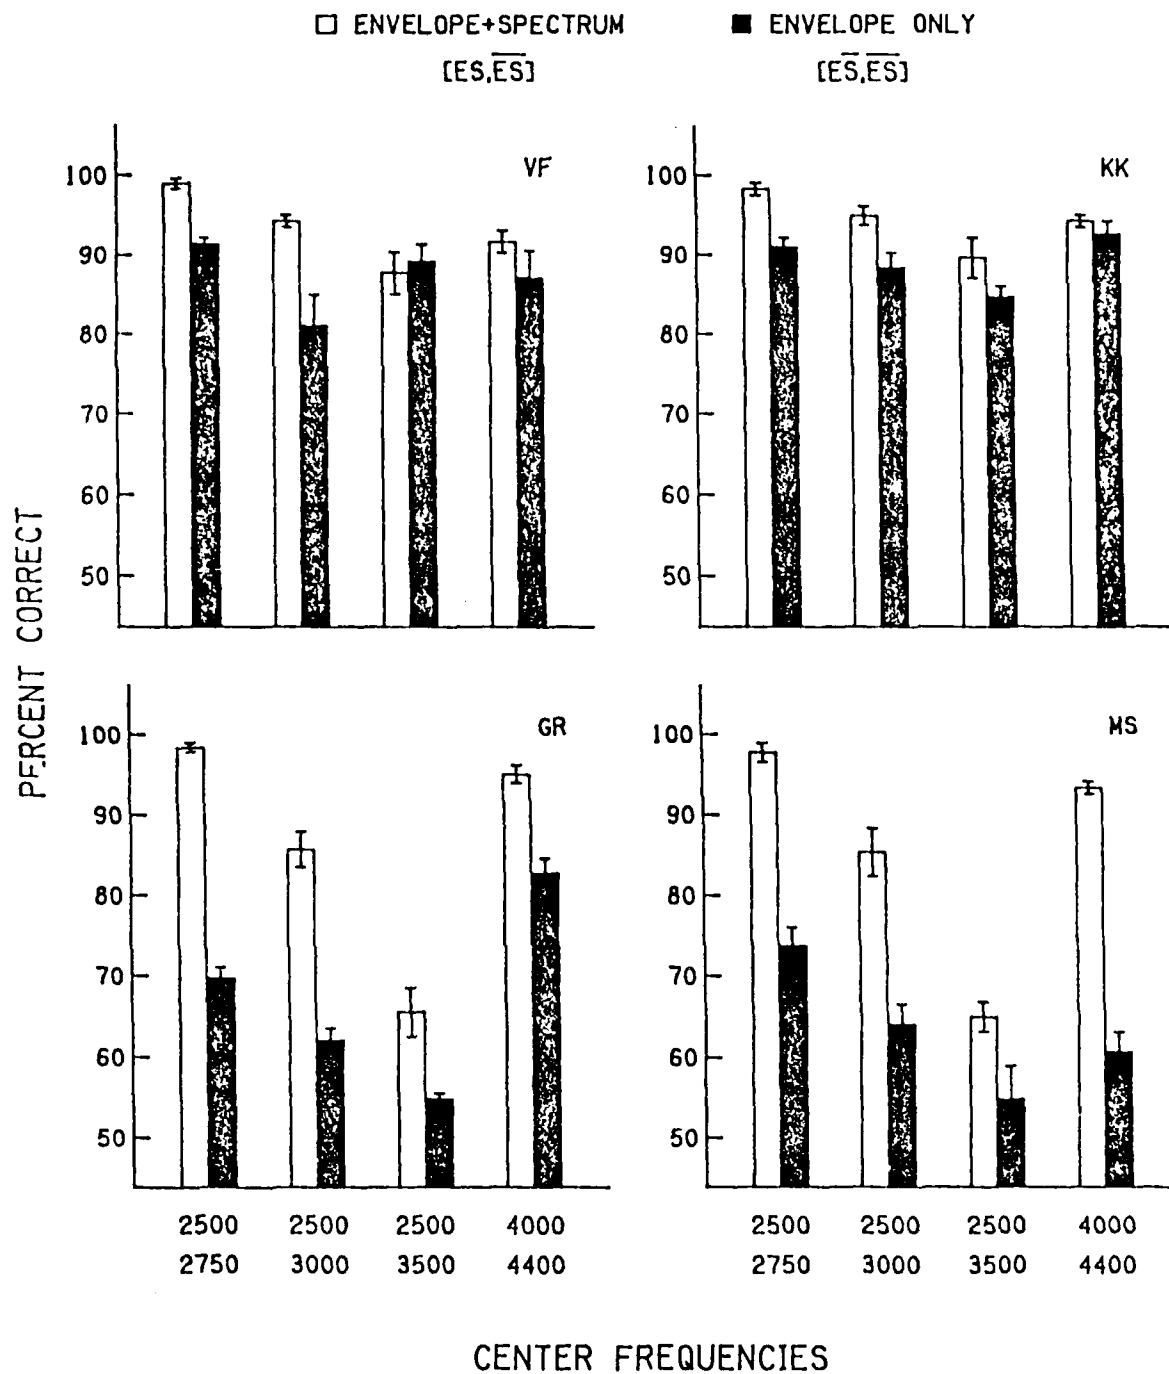 □ ENVELOPE+SPECTRUM ■ ENVELOPE ONLY
[ES,E̅S̅] [ES̅,E̅S̅]
VF
100
90
80
70
60
50
KK
100
90
80
70
60
50
PERCENT CORRECT
GR
100
90
80
70
60
50
MS
100
90
80
70
60
50
2500 2500 2500 4000
2750 3000 3500 4400
2500 2500 2500 4000
2750 3000 3500 4400
CENTER FREQUENCIES